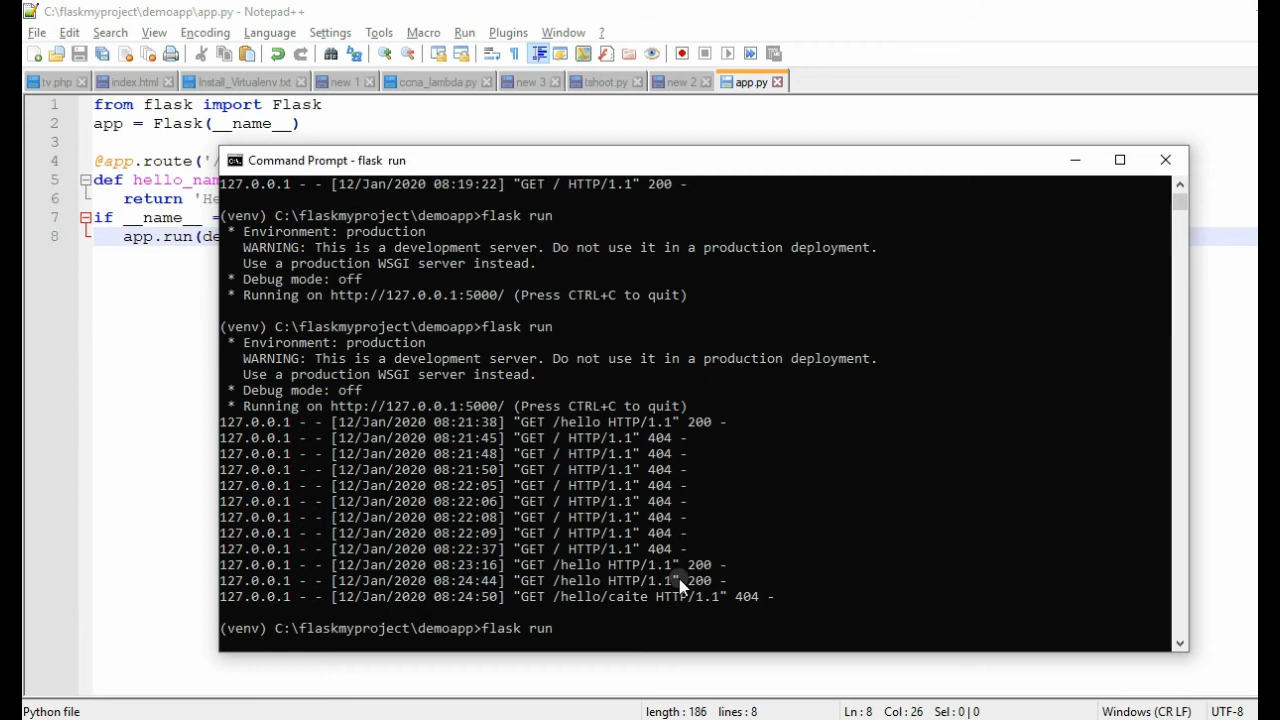 C:\flaskmyproject\demoapp\app.py - Notepad++
File Edit Search View Encoding Language Settings Tools Macro Run Plugins Window ?
tv.php index.html Install_Virtualenv.txt new 1 ccna_lambda.py new 3 tshoot.py new 2 app.py
1 from flask import Flask
2 app = Flask(__name__)
3
4 @app.route('/
5 def hello_nam
6 return 'He
7 if __name__ =
8 app.run(de
Command Prompt - flask run
127.0.0.1 - - [12/Jan/2020 08:19:22] "GET / HTTP/1.1" 200 -
(venv) C:\flaskmyproject\demoapp>flask run
* Environment: production
WARNING: This is a development server. Do not use it in a production deployment.
Use a production WSGI server instead.
* Debug mode: off
* Running on http://127.0.0.1:5000/ (Press CTRL+C to quit)
(venv) C:\flaskmyproject\demoapp>flask run
* Environment: production
WARNING: This is a development server. Do not use it in a production deployment.
Use a production WSGI server instead.
* Debug mode: off
* Running on http://127.0.0.1:5000/ (Press CTRL+C to quit)
127.0.0.1 - - [12/Jan/2020 08:21:38] "GET /hello HTTP/1.1" 200 -
127.0.0.1 - - [12/Jan/2020 08:21:45] "GET / HTTP/1.1" 404 -
127.0.0.1 - - [12/Jan/2020 08:21:48] "GET / HTTP/1.1" 404 -
127.0.0.1 - - [12/Jan/2020 08:21:50] "GET / HTTP/1.1" 404 -
127.0.0.1 - - [12/Jan/2020 08:22:05] "GET / HTTP/1.1" 404 -
127.0.0.1 - - [12/Jan/2020 08:22:06] "GET / HTTP/1.1" 404 -
127.0.0.1 - - [12/Jan/2020 08:22:08] "GET / HTTP/1.1" 404 -
127.0.0.1 - - [12/Jan/2020 08:22:09] "GET / HTTP/1.1" 404 -
127.0.0.1 - - [12/Jan/2020 08:22:37] "GET / HTTP/1.1" 404 -
127.0.0.1 - - [12/Jan/2020 08:23:16] "GET /hello HTTP/1.1" 200 -
127.0.0.1 - - [12/Jan/2020 08:24:44] "GET /hello HTTP/1.1" 200 -
127.0.0.1 - - [12/Jan/2020 08:24:50] "GET /hello/caite HTTP/1.1" 404 -
(venv) C:\flaskmyproject\demoapp>flask run
Python file length : 186 lines : 8 Ln : 8 Col : 26 Sel : 0 | 0 Windows (CR LF) UTF-8